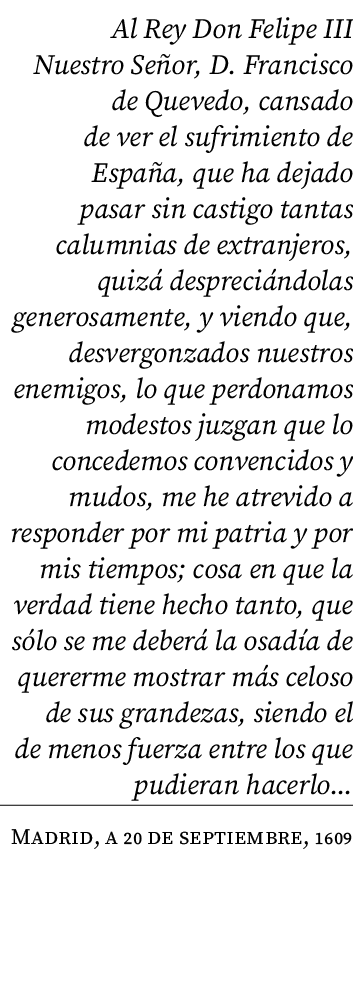 Al Rey Don Felipe III
Nuestro Señor, D. Francisco
de Quevedo, cansado
de ver el sufrimiento de
España, que ha dejado
pasar sin castigo tantas
calumnias de extranjeros,
quizá despreciándolas
generosamente, y viendo que,
desvergonzados nuestros
enemigos, lo que perdonamos
modestos juzgan que lo
concedemos convencidos y
mudos, me he atrevido a
responder por mi patria y por
mis tiempos; cosa en que la
verdad tiene hecho tanto, que
sólo se me deberá la osadía de
quererme mostrar más celoso
de sus grandezas, siendo el
de menos fuerza entre los que
pudieran hacerlo...
Madrid, a 20 de septiembre, 1609